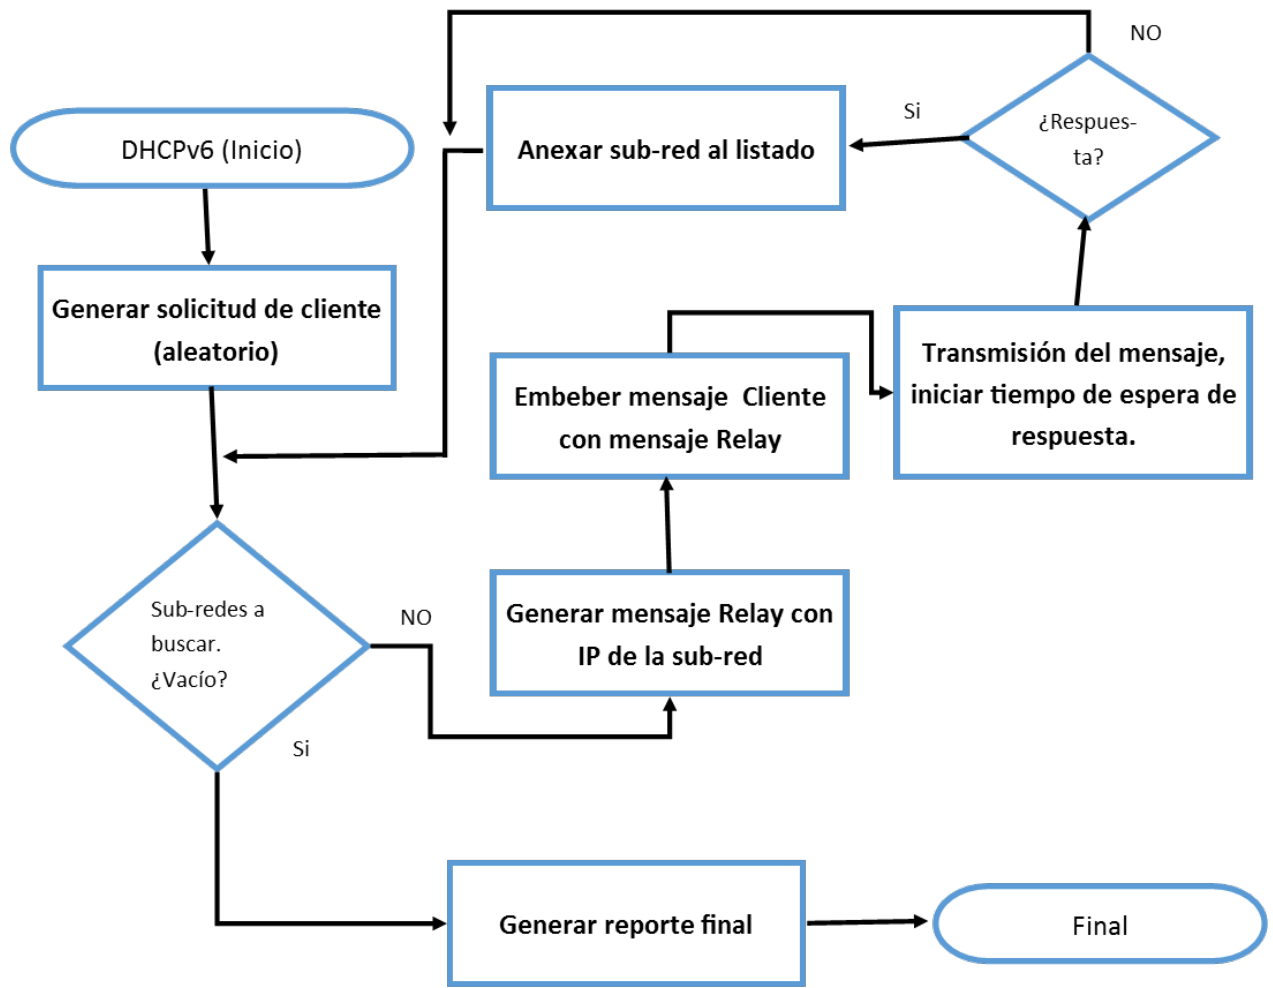 DHCPv6 (Inicio)
Generar solicitud de cliente
(aleatorio)
Sub-redes a
buscar.
¿Vacío?
NO
Si
Generar mensaje Relay con
IP de la sub-red
Embeber mensaje  Cliente
con mensaje Relay
Transmisión del mensaje,
iniciar tiempo de espera de
respuesta.
¿Respues-
ta?
NO
Si
Anexar sub-red al listado
Generar reporte final
Final